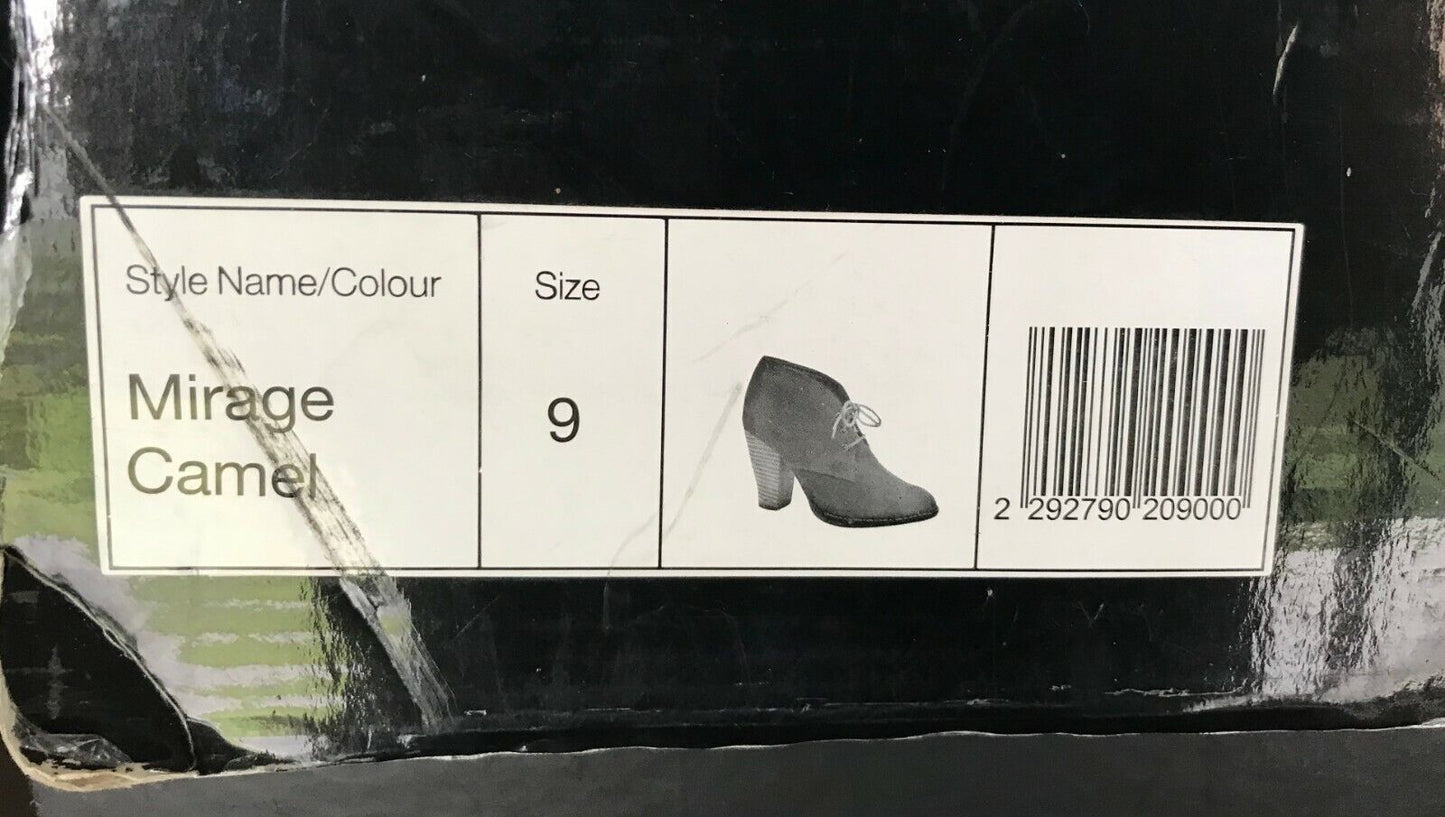 Style Name/Colour
Mirage
Camel
Size
9
2 292790 209000